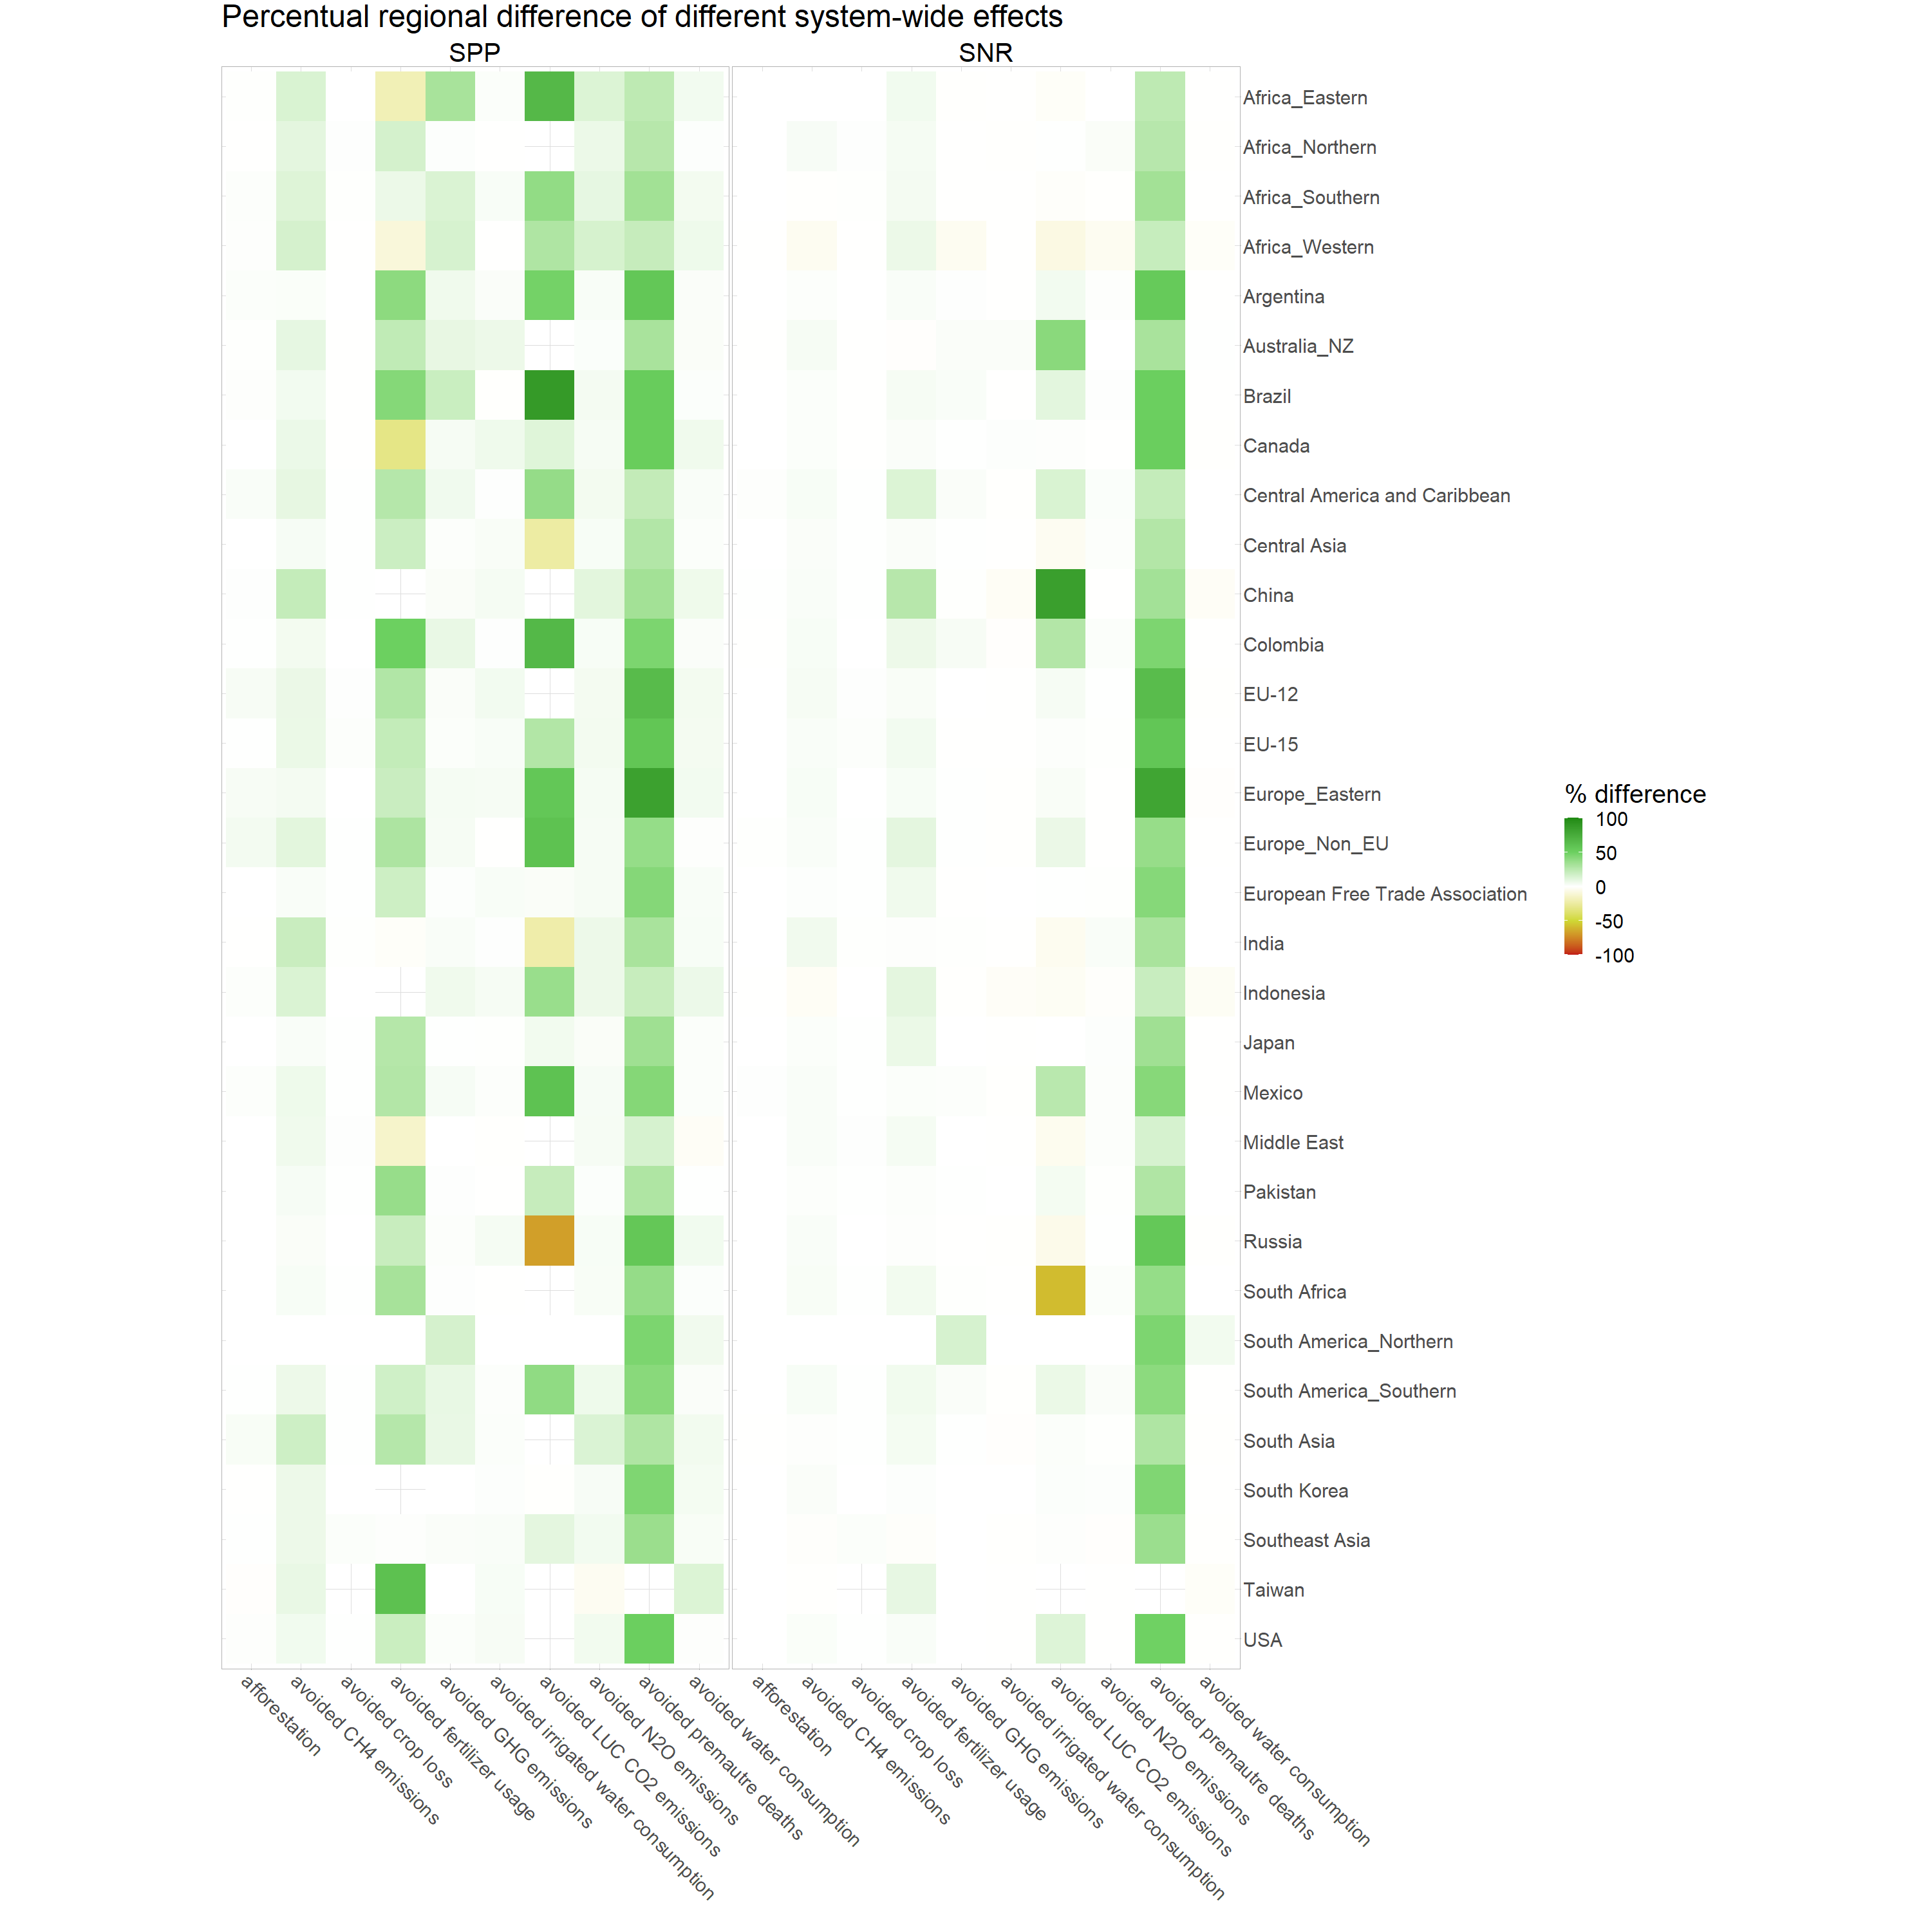 Percentual regional difference of different system-wide effects
SPP
SNR
Africa_Eastern
Africa_Northern
Africa_Southern
Africa_Western
Argentina
Australia_NZ
Brazil
Canada
Central America and Caribbean
Central Asia
China
Colombia
EU-12
EU-15
Europe_Eastern
Europe_Non_EU
European Free Trade Association
India
Indonesia
Japan
Mexico
Middle East
Pakistan
Russia
South Africa
South America_Northern
South America_Southern
South Asia
South Korea
Southeast Asia
Taiwan
USA
% difference
100
50
0
-50
-100
afforestation
avoided CH4 emissions
avoided crop loss
avoided fertilizer usage
avoided GHG emissions
avoided irrigated water consumption
avoided LUC CO2 emissions
avoided N2O emissions
avoided premautre deaths
avoided water consumption
afforestation
avoided CH4 emissions
avoided crop loss
avoided fertilizer usage
avoided GHG emissions
avoided irrigated water consumption
avoided LUC CO2 emissions
avoided N2O emissions
avoided premautre deaths
avoided water consumption